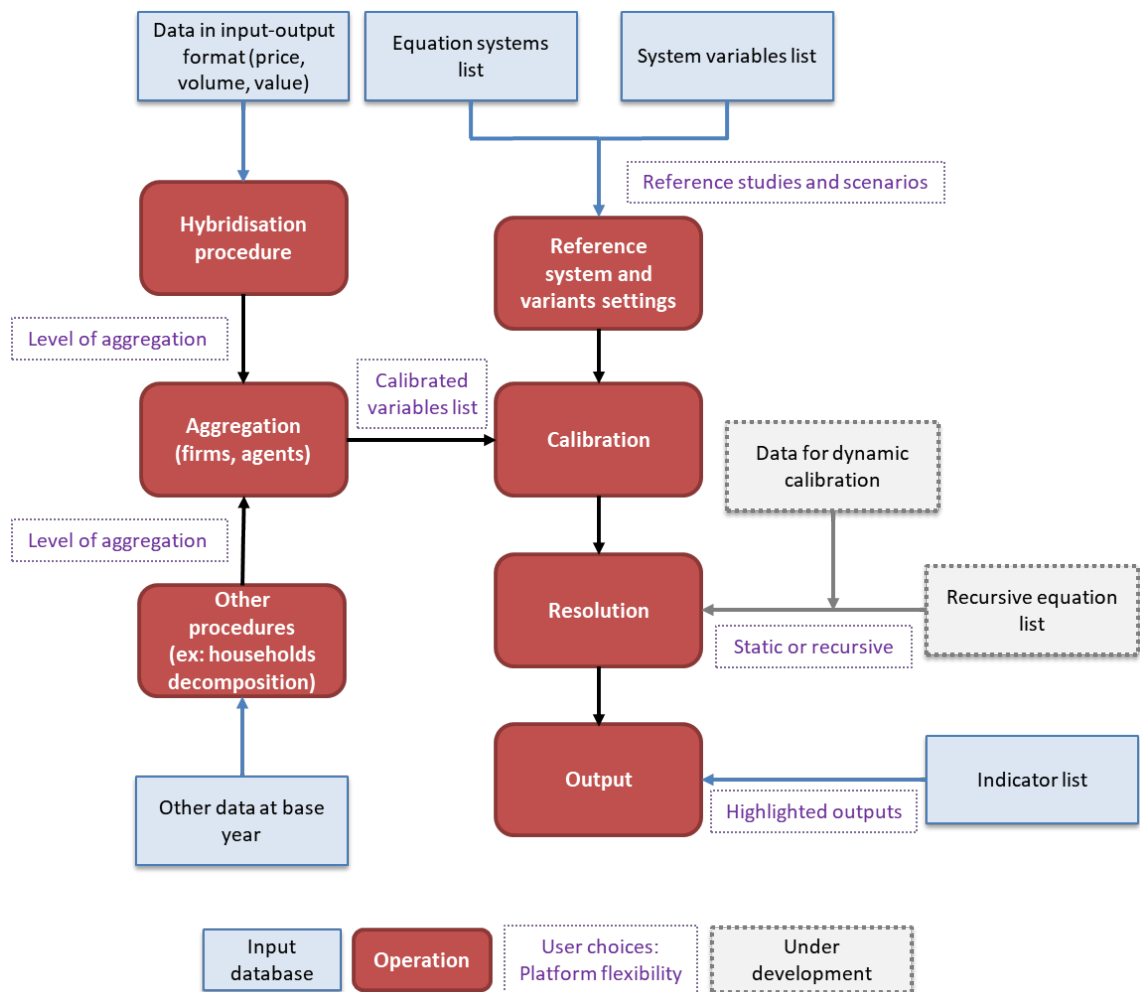 Data in input-output
format (price,
volume, value)
Equation systems
list
System variables list
Reference studies and scenarios
Hybridisation
procedure
Reference
system and
variants settings
Level of aggregation
Calibrated
variables list
Aggregation
(firms, agents)
Calibration
Data for dynamic
calibration
Level of aggregation
Other
procedures
(ex: households
decomposition)
Resolution
Recursive equation
list
Static or recursive
Output
Indicator list
Highlighted outputs
Other data at base
year
Input
database
Operation
User choices:
Platform flexibility
Under
development